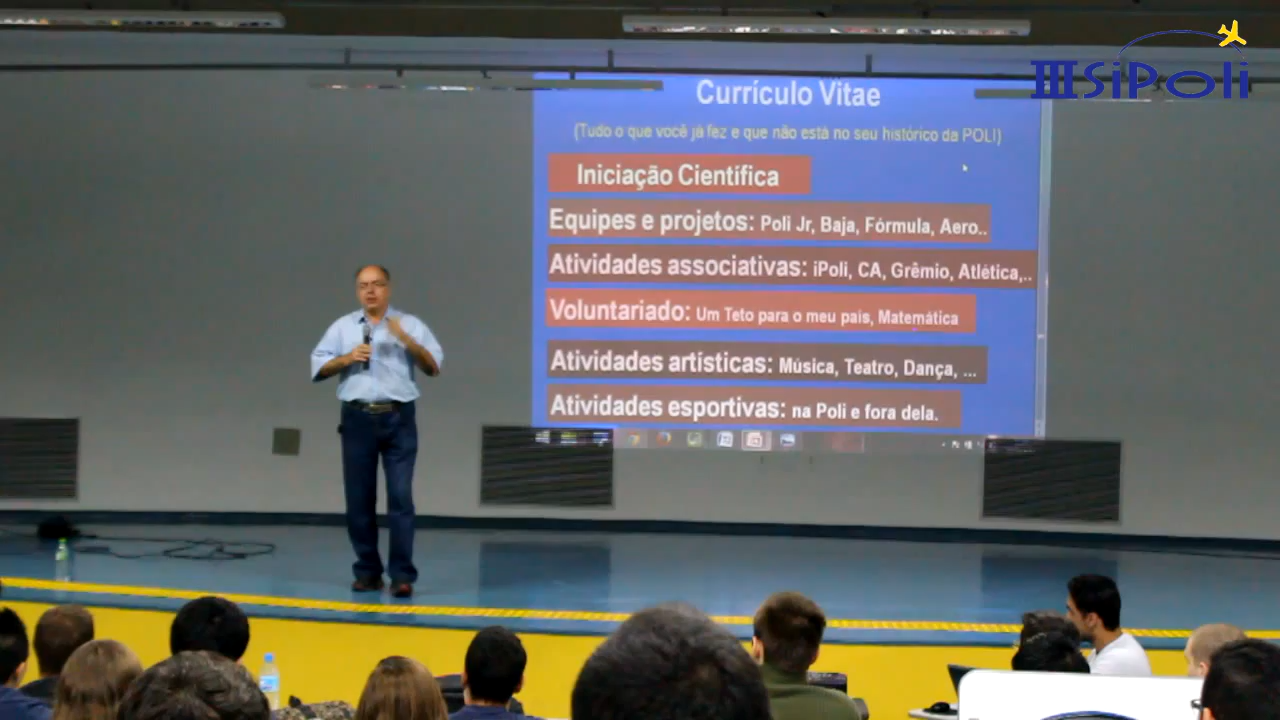 IIISiPoli
Currículo Vitae
(Tudo o que você já fez e que não está no seu histórico da POLI)
Iniciação Científica
Equipes e projetos: Poli Jr, Baja, Fórmula, Aero..
Atividades associativas: iPoli, CA, Grêmio, Atlética,..
Voluntariado: Um Teto para o meu país, Matemática
Atividades artísticas: Música, Teatro, Dança, ...
Atividades esportivas: na Poli e fora dela.